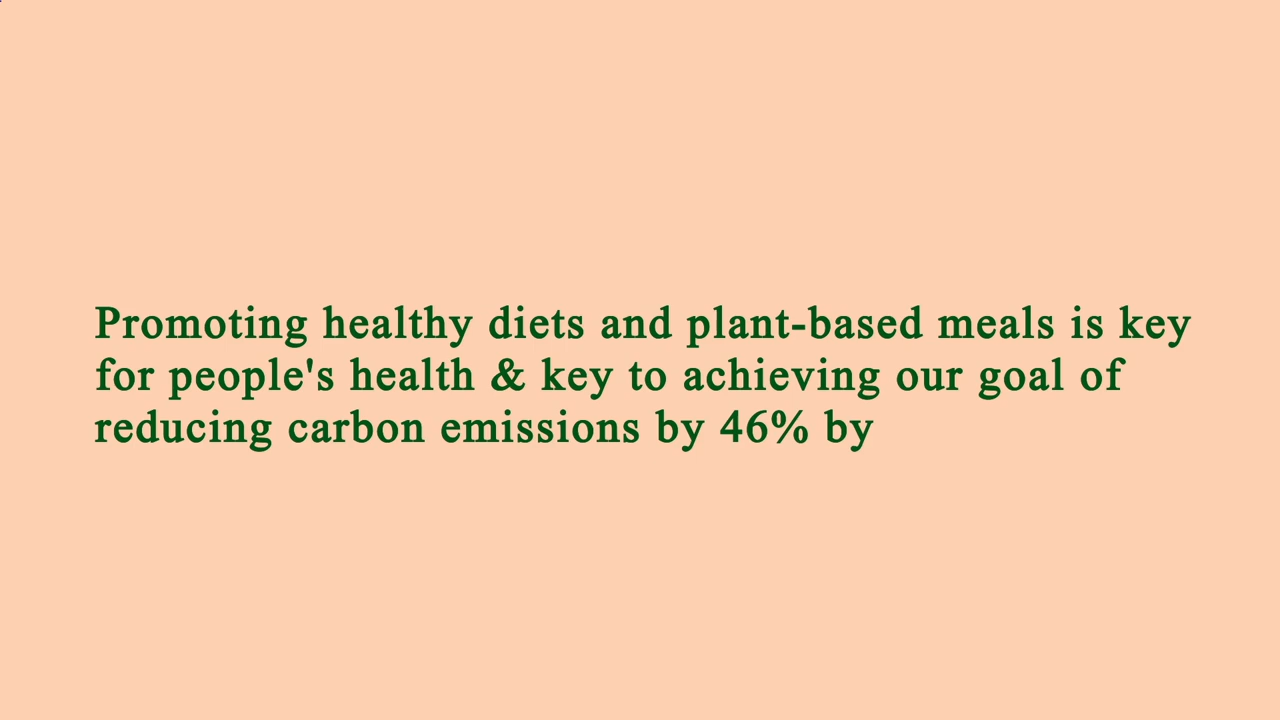 Promoting healthy diets and plant-based meals is key
for people's health & key to achieving our goal of
reducing carbon emissions by 46% by